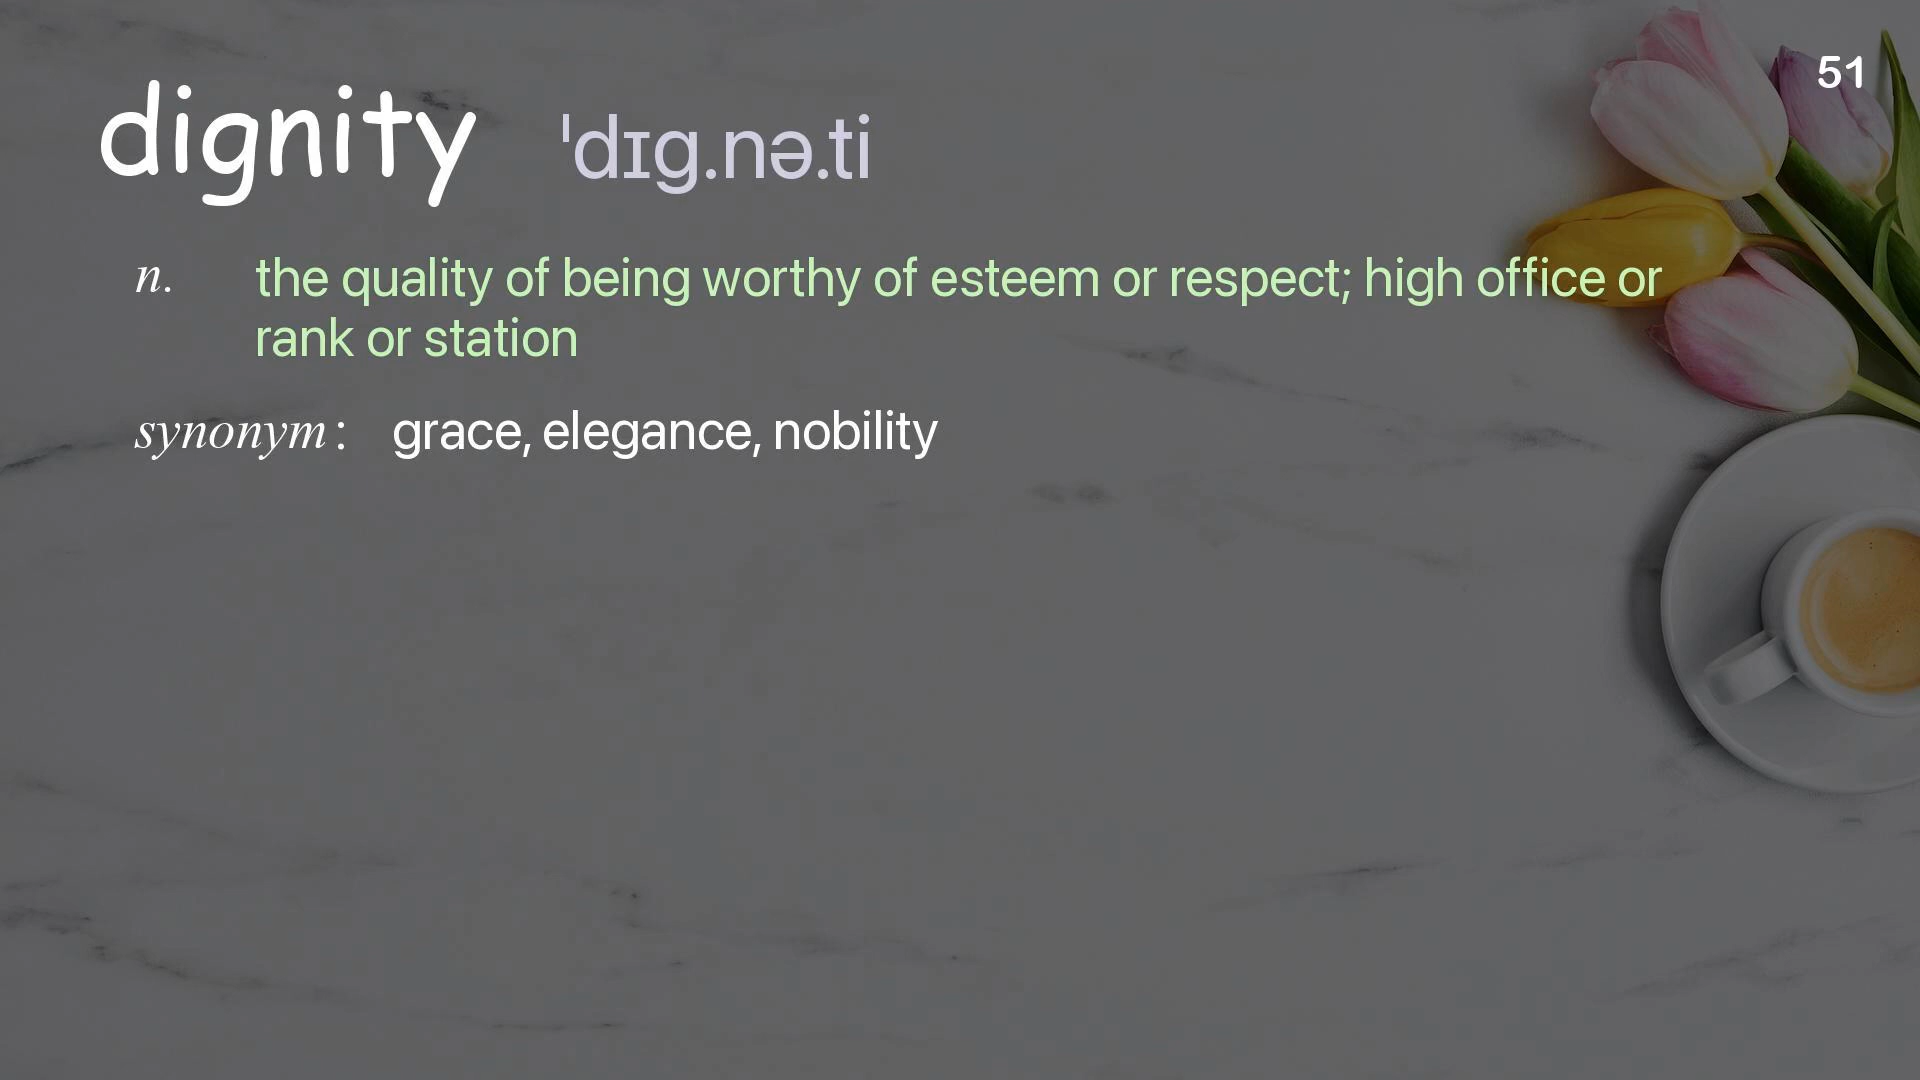 51
dignity ˈdɪg.nə.ti
n. the quality of being worthy of esteem or respect; high office or
rank or station
synonym: grace, elegance, nobility